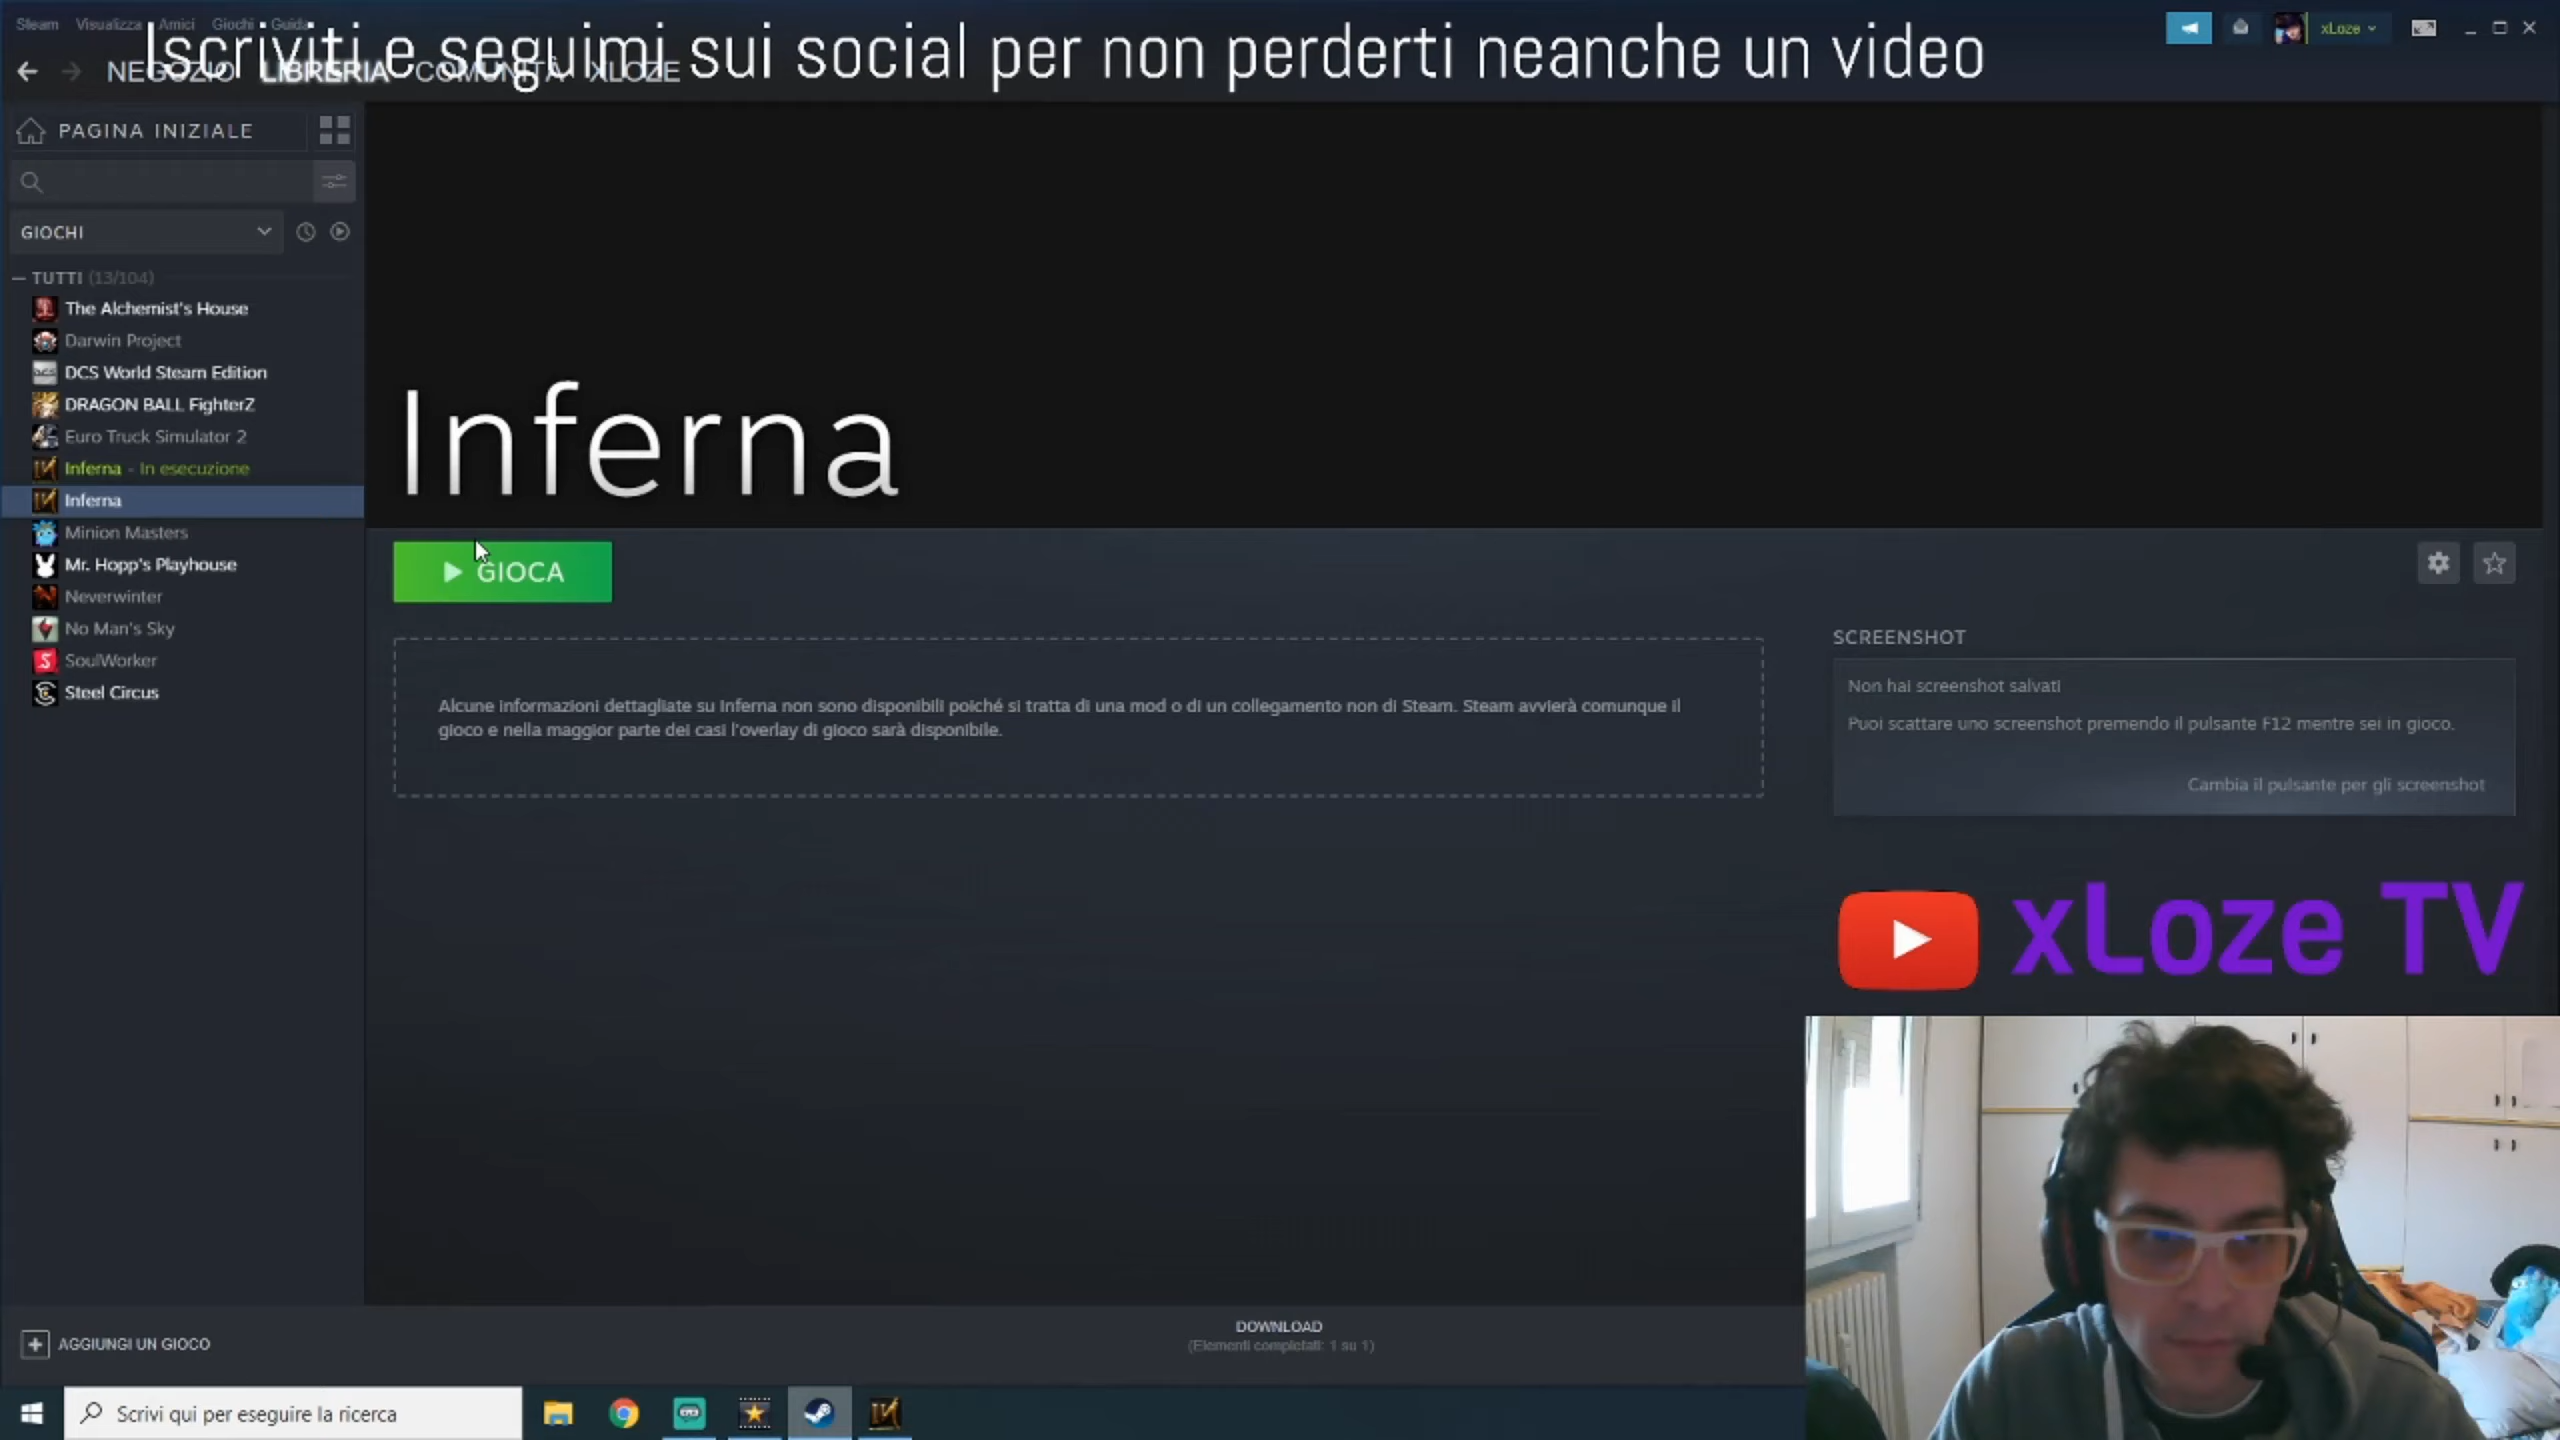 Steam Visualizza Amici Giochi Guida
Iscriviti e seguimi sui social per non perderti neanche un video
xLoze
NEGOZIO LIBRERIA COMUNITÀ XLOZE
PAGINA INIZIALE
GIOCHI
TUTTI (13/104)
The Alchemist's House
Darwin Project
DCS World Steam Edition
DRAGON BALL FighterZ
Euro Truck Simulator 2
Inferna - In esecuzione
Inferna
Minion Masters
Mr. Hopp's Playhouse
Neverwinter
No Man's Sky
SoulWorker
Steel Circus
Inferna
GIOCA
Alcune informazioni dettagliate su Inferna non sono disponibili poiché si tratta di una mod o di un collegamento non di Steam. Steam avvierà comunque il
gioco e nella maggior parte dei casi l'overlay di gioco sarà disponibile.
SCREENSHOT
Non hai screenshot salvati
Puoi scattare uno screenshot premendo il pulsante F12 mentre sei in gioco.
Cambia il pulsante per gli screenshot
xLoze TV
AGGIUNGI UN GIOCO
DOWNLOAD
(Elementi completati: 1 su 1)
Scrivi qui per eseguire la ricerca